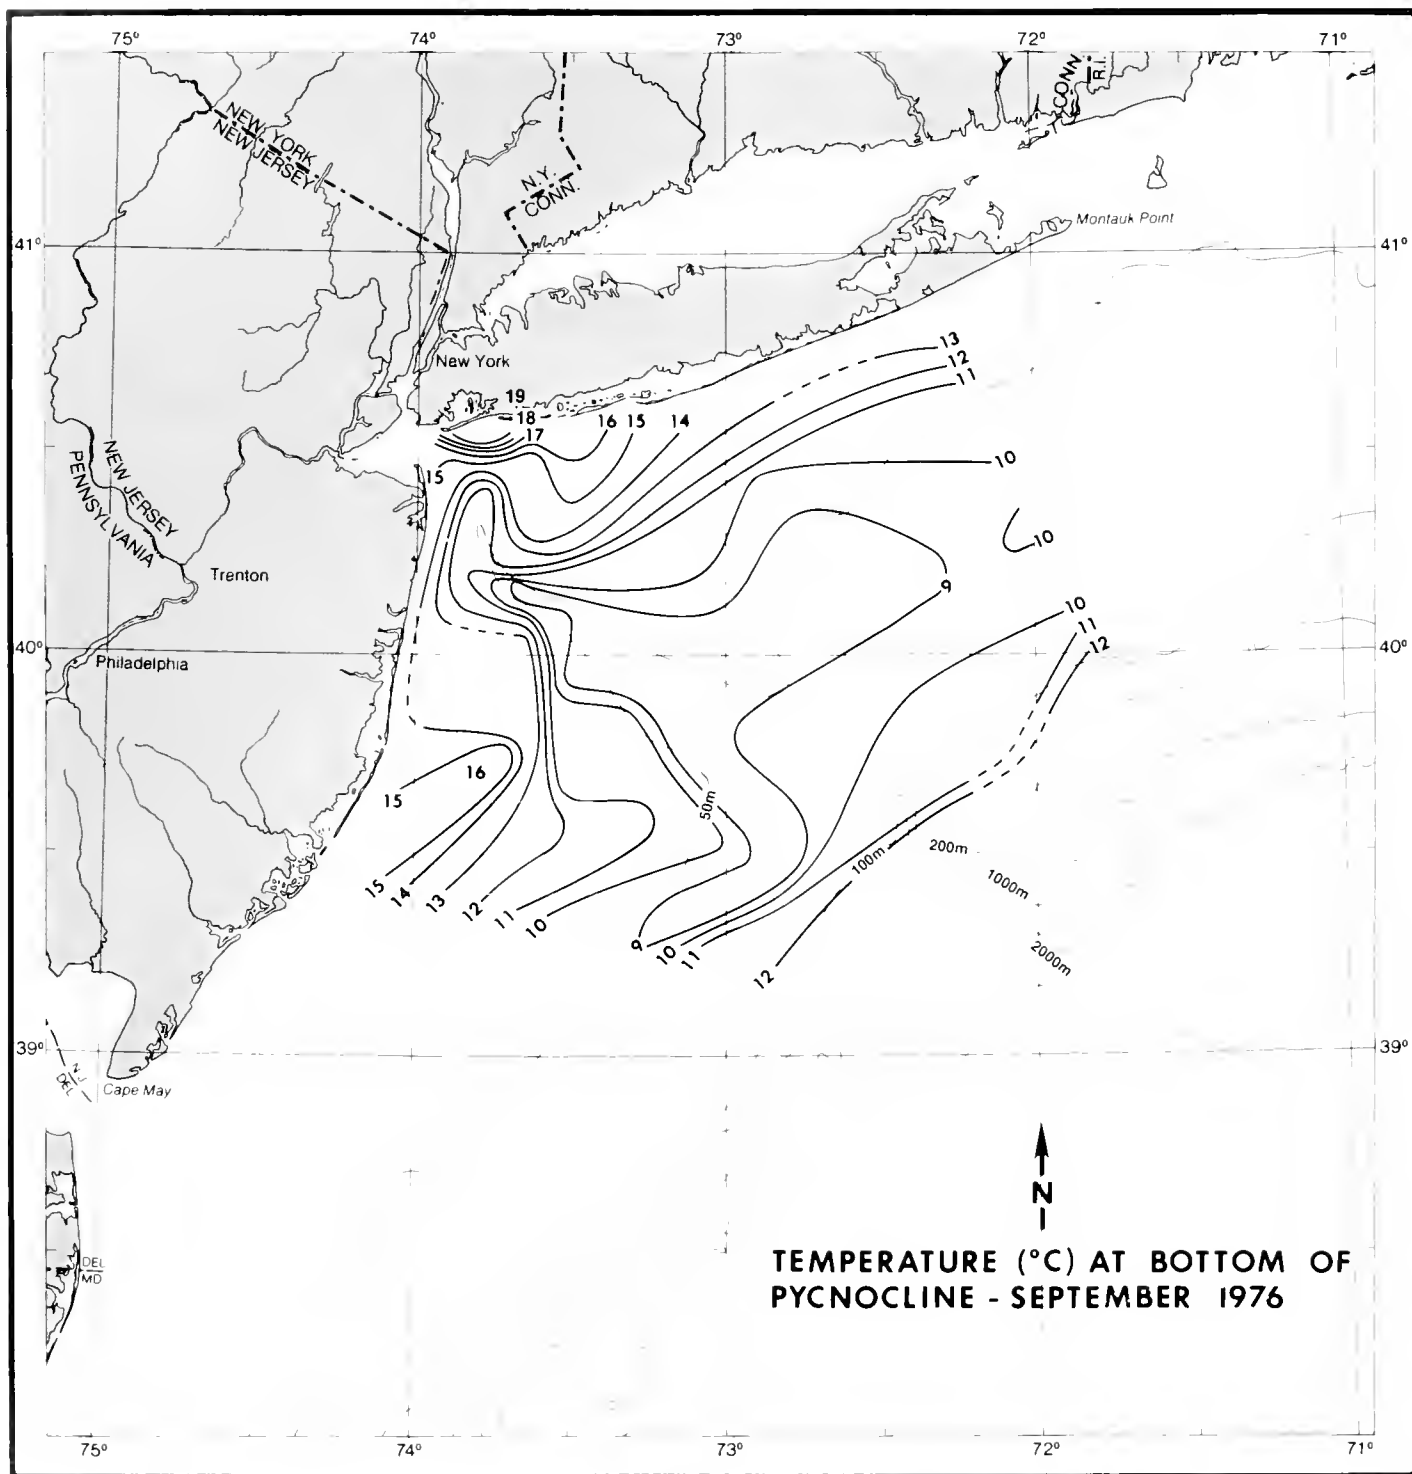 75° 74° 73° 72° 71°
CONN.
R.I.
NEW YORK
NEW JERSEY
N.Y.
CONN.
Montauk Point
41° 41°
New York
13
12
11
19
18
17
16 15 14
15
10
NEW JERSEY
PENNSYLVANIA
10
Trenton
9
10
11
12
40° 40°
Philadelphia
16
15
50m
200m
100m
1000m
15 14 13 12 11 10
9 10 11 12
2000m
39° 39°
N.J.
DEL
Cape May
N
DEL
MD
TEMPERATURE (°C) AT BOTTOM OF
PYCNOCLINE - SEPTEMBER 1976
75° 74° 73° 72° 71°